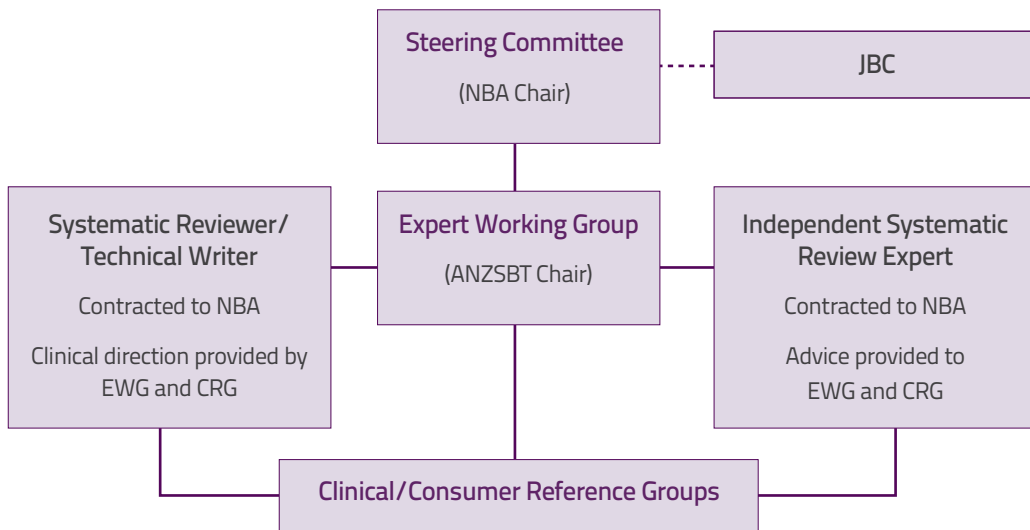 Steering Committee
(NBA Chair)
JBC
Systematic Reviewer/
Technical Writer
Contracted to NBA
Clinical direction provided by
EWG and CRG
Expert Working Group
(ANZSBT Chair)
Independent Systematic
Review Expert
Contracted to NBA
Advice provided to
EWG and CRG
Clinical/Consumer Reference Groups